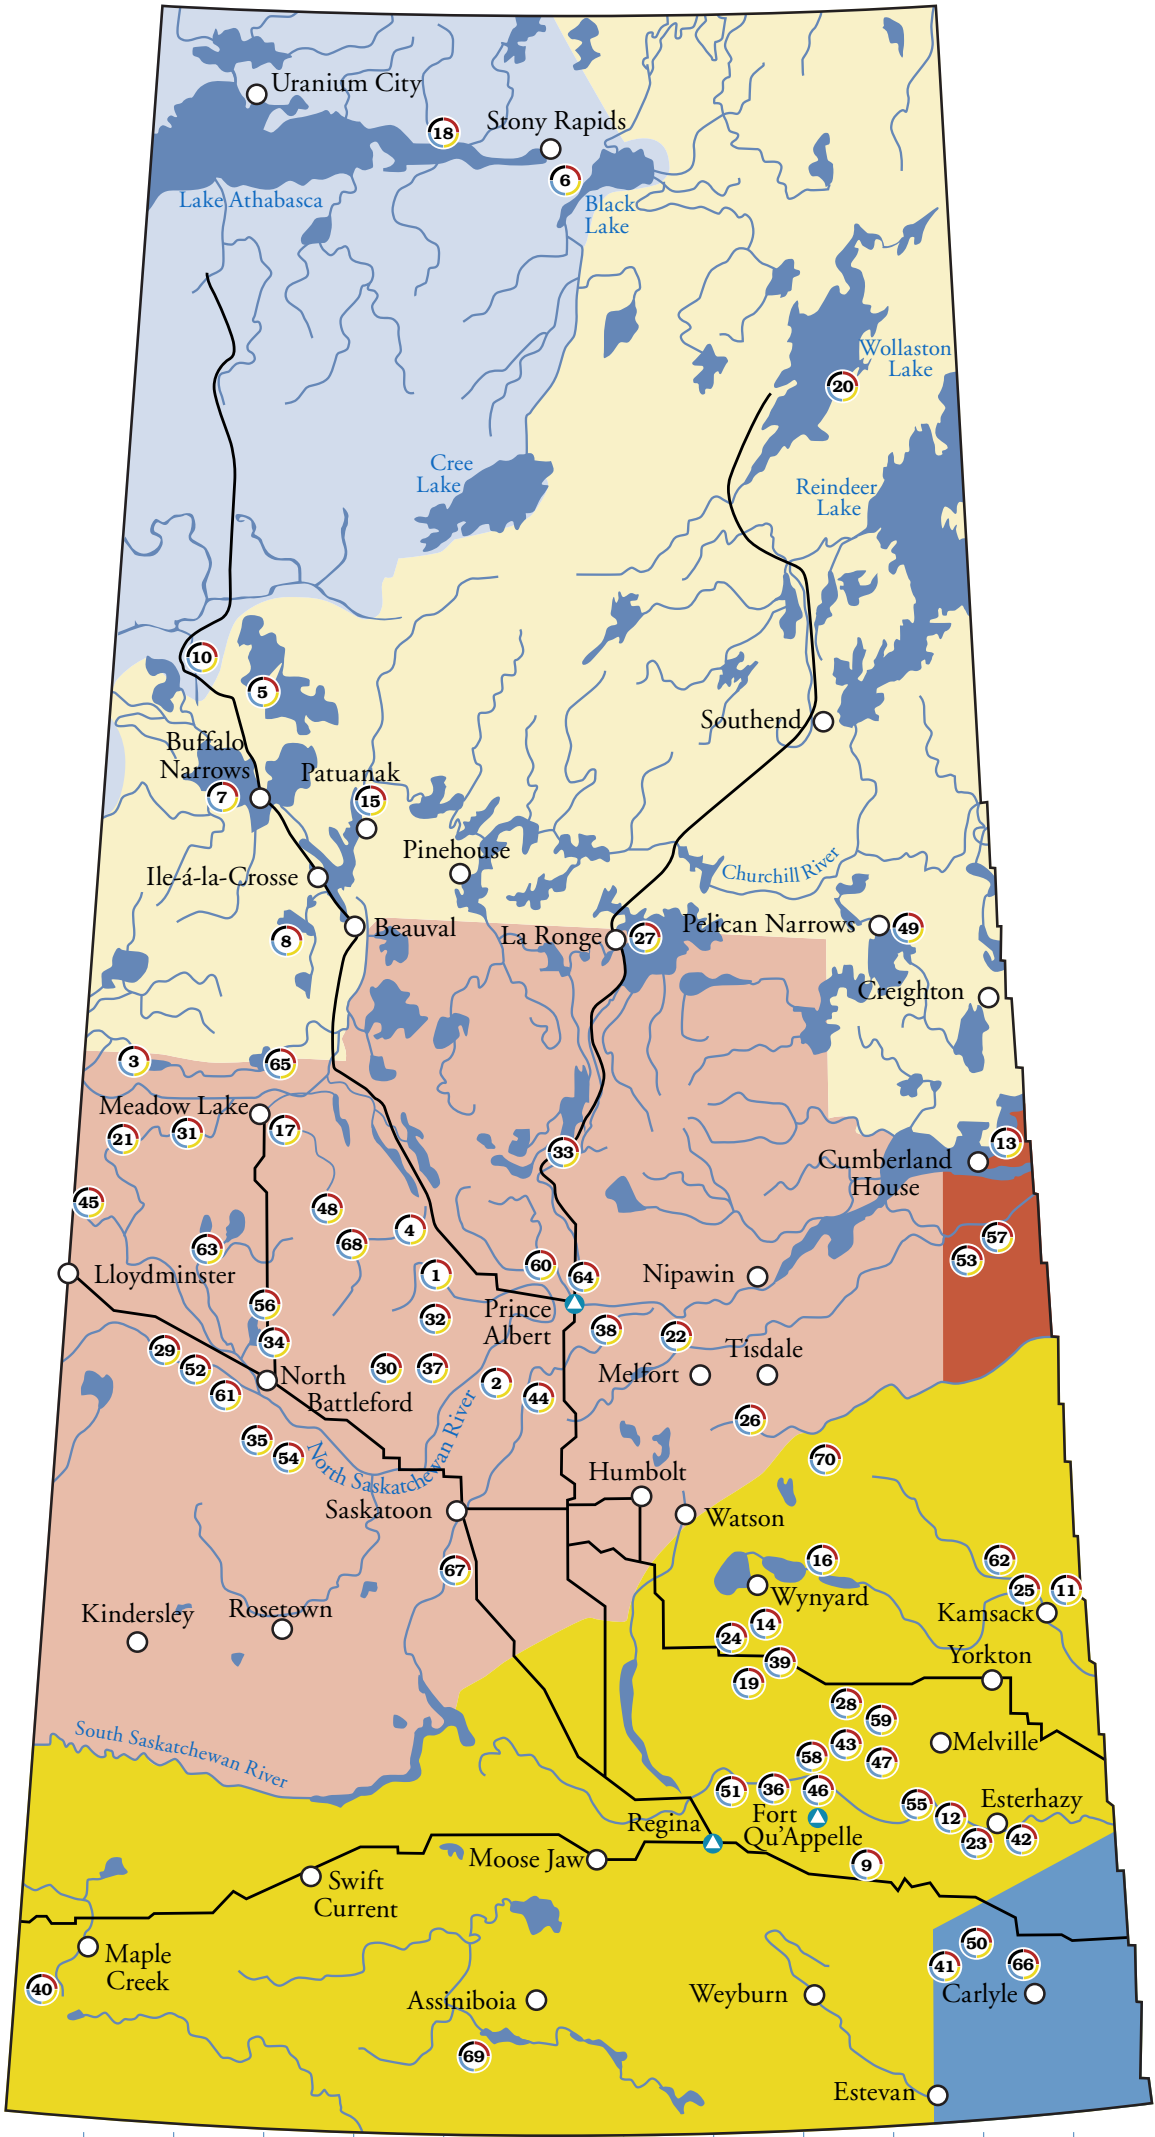 Uranium City
18
Stony Rapids
6
Lake Athabasca
Black
Lake
Wollaston
Lake
20
Cree
Lake
Reindeer
Lake
10
5
Southend
Buffalo
Narrows
7
Patuanak
15
Pinehouse
Churchill River
Ile-á-la-Crosse
Beauval
8
La Ronge
27
Pelican Narrows
49
Creighton
3
65
Meadow Lake
21
31
17
33
13
Cumberland
House
45
48
63
68
4
57
53
Lloydminster
1
60
64
Nipawin
56
32
Prince
Albert
38
22
34
29
52
61
North
Battleford
30
37
2
44
Melfort
Tisdale
26
35
54
North Saskatchewan River
70
Humbolt
Saskatoon
Watson
67
16
62
25
11
Wynyard
Kamsack
Kindersley
Rosetown
24
14
39
19
Yorkton
28
59
43
58
47
Melville
South Saskatchewan River
51
36
46
Fort
Qu'Appelle
55
12
Esterhazy
23
42
Regina
9
Moose Jaw
Swift
Current
Maple
Creek
40
50
41
66
Carlyle
Assiniboia
Weyburn
69
Estevan